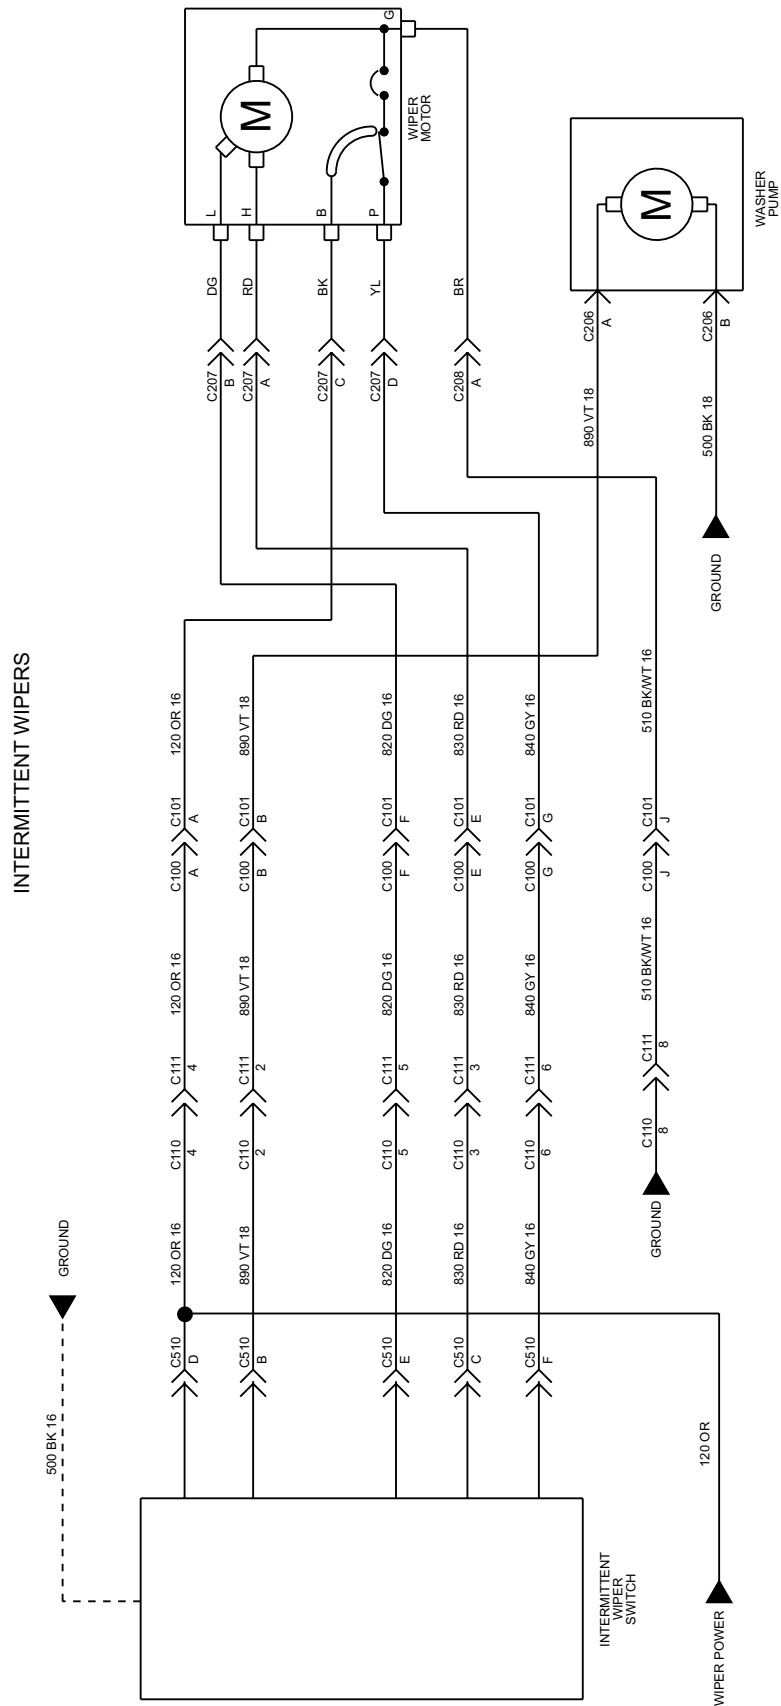 INTERMITTENT WIPERS
500 BK 16
GROUND
C510
D
120 OR 16
C110
4
C111
4
120 OR 16
C100
A
C101
A
120 OR 16
C510
B
890 VT 18
C110
2
C111
2
890 VT 18
C100
B
C101
B
890 VT 18
C510
E
820 DG 16
C110
5
C111
5
820 DG 16
C100
F
C101
F
820 DG 16
C510
C
830 RD 16
C110
3
C111
3
830 RD 16
C100
E
C101
E
830 RD 16
C510
F
840 GY 16
C110
6
C111
6
840 GY 16
C100
G
C101
G
840 GY 16
INTERMITTENT
WIPER
SWITCH
GROUND
C110
8
C111
8
510 BK/WT 16
C100
J
C101
J
510 BK/WT 16
WIPER POWER
120 OR
C207
B
DG
L
C207
A
RD
H
M
C207
C
BK
B
C207
D
YL
P
G
WIPER
MOTOR
C208
A
BR
890 VT 18
C206
A
M
GROUND
500 BK 18
C206
B
WASHER
PUMP